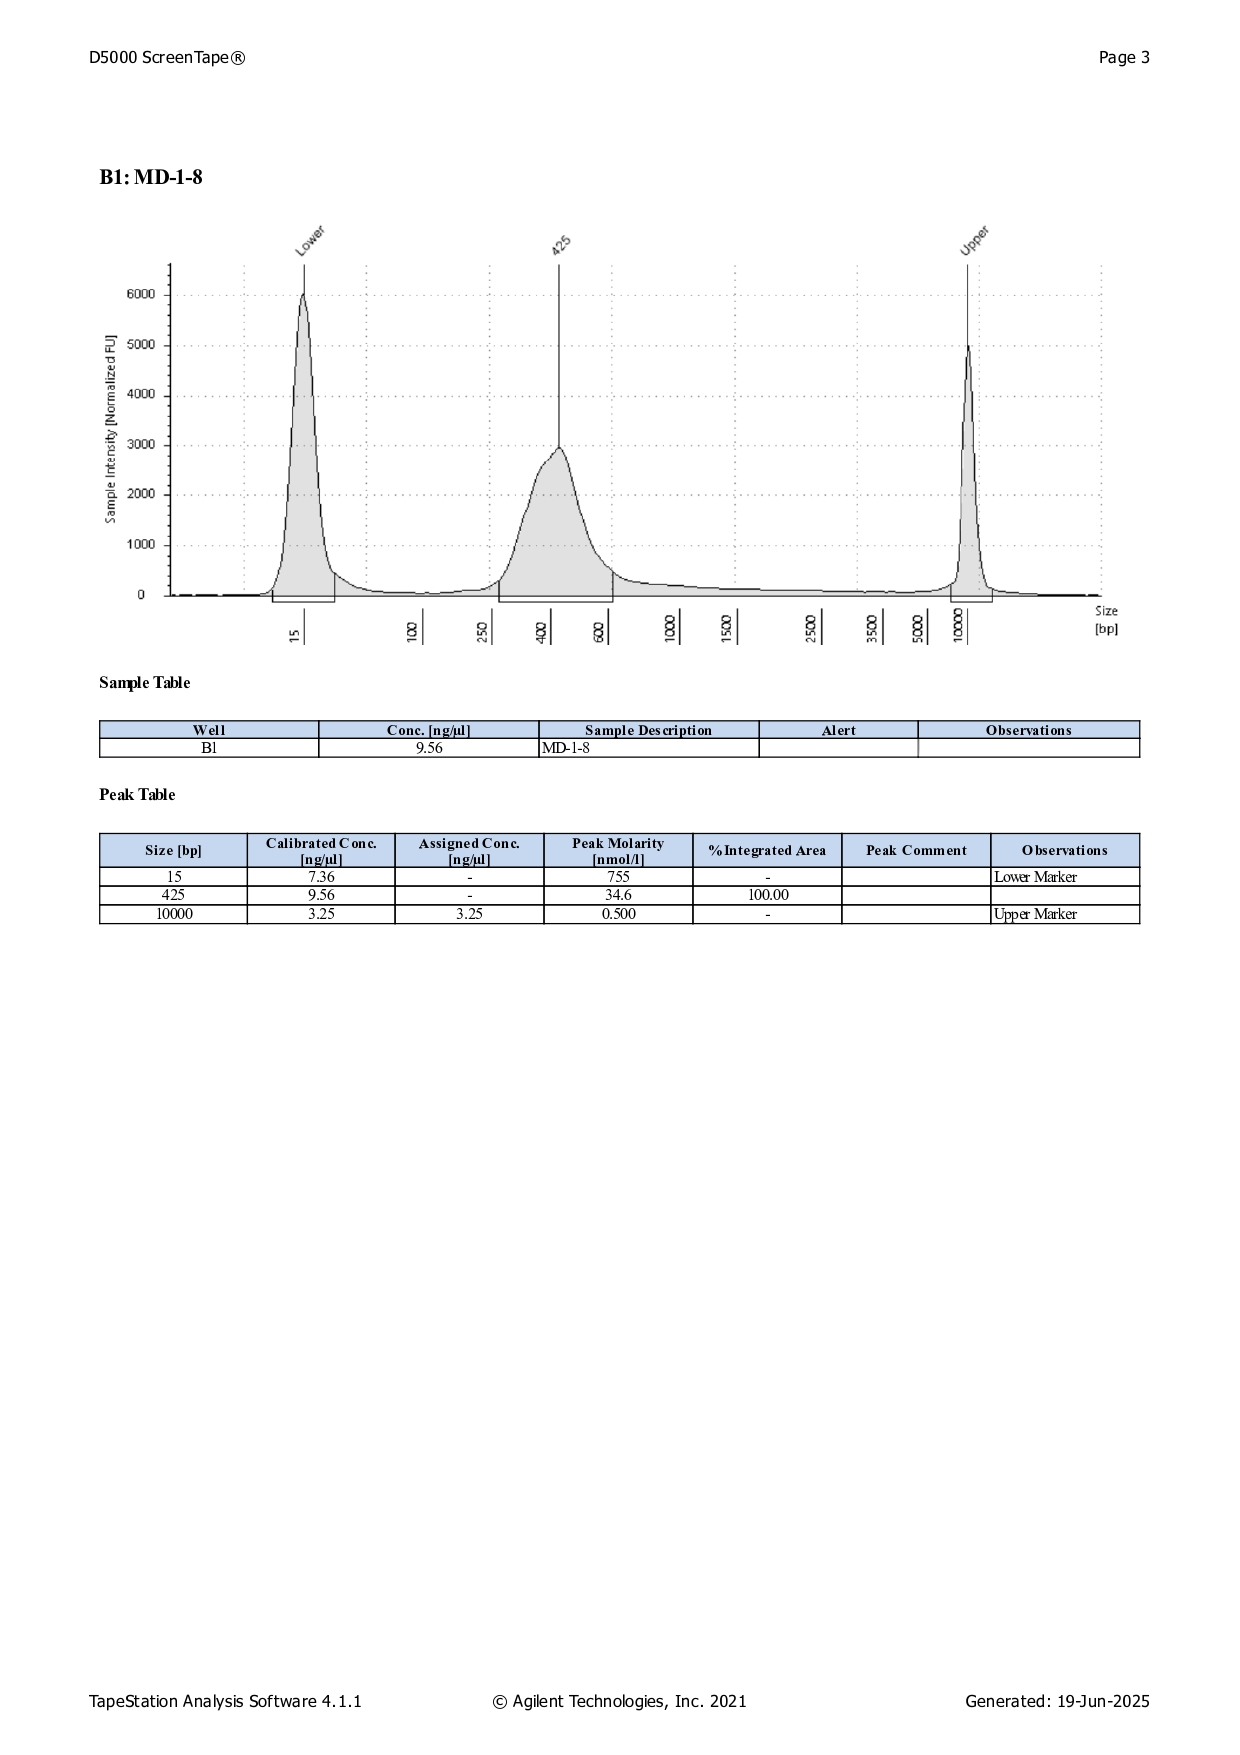 D5000 ScreenTape® Page 3
B1: MD-1-8
Lower 425 Upper
Sample Intensity [Normalized FU]
6000
5000
4000
3000
2000
1000
0
15 100 250 400 600 1000 1500 2500 3500 5000 10000
Size
[bp]
Sample Table
Well Conc. [ng/µl] Sample Description Alert Observations
B1 9.56 MD-1-8
Peak Table
Size [bp] Calibrated Conc. [ng/µl] Assigned Conc. [ng/µl] Peak Molarity [nmol/l] % Integrated Area Peak Comment Observations
15 7.36 - 755 - Lower Marker
425 9.56 - 34.6 100.00
10000 3.25 3.25 0.500 - Upper Marker
TapeStation Analysis Software 4.1.1 © Agilent Technologies, Inc. 2021 Generated: 19-Jun-2025